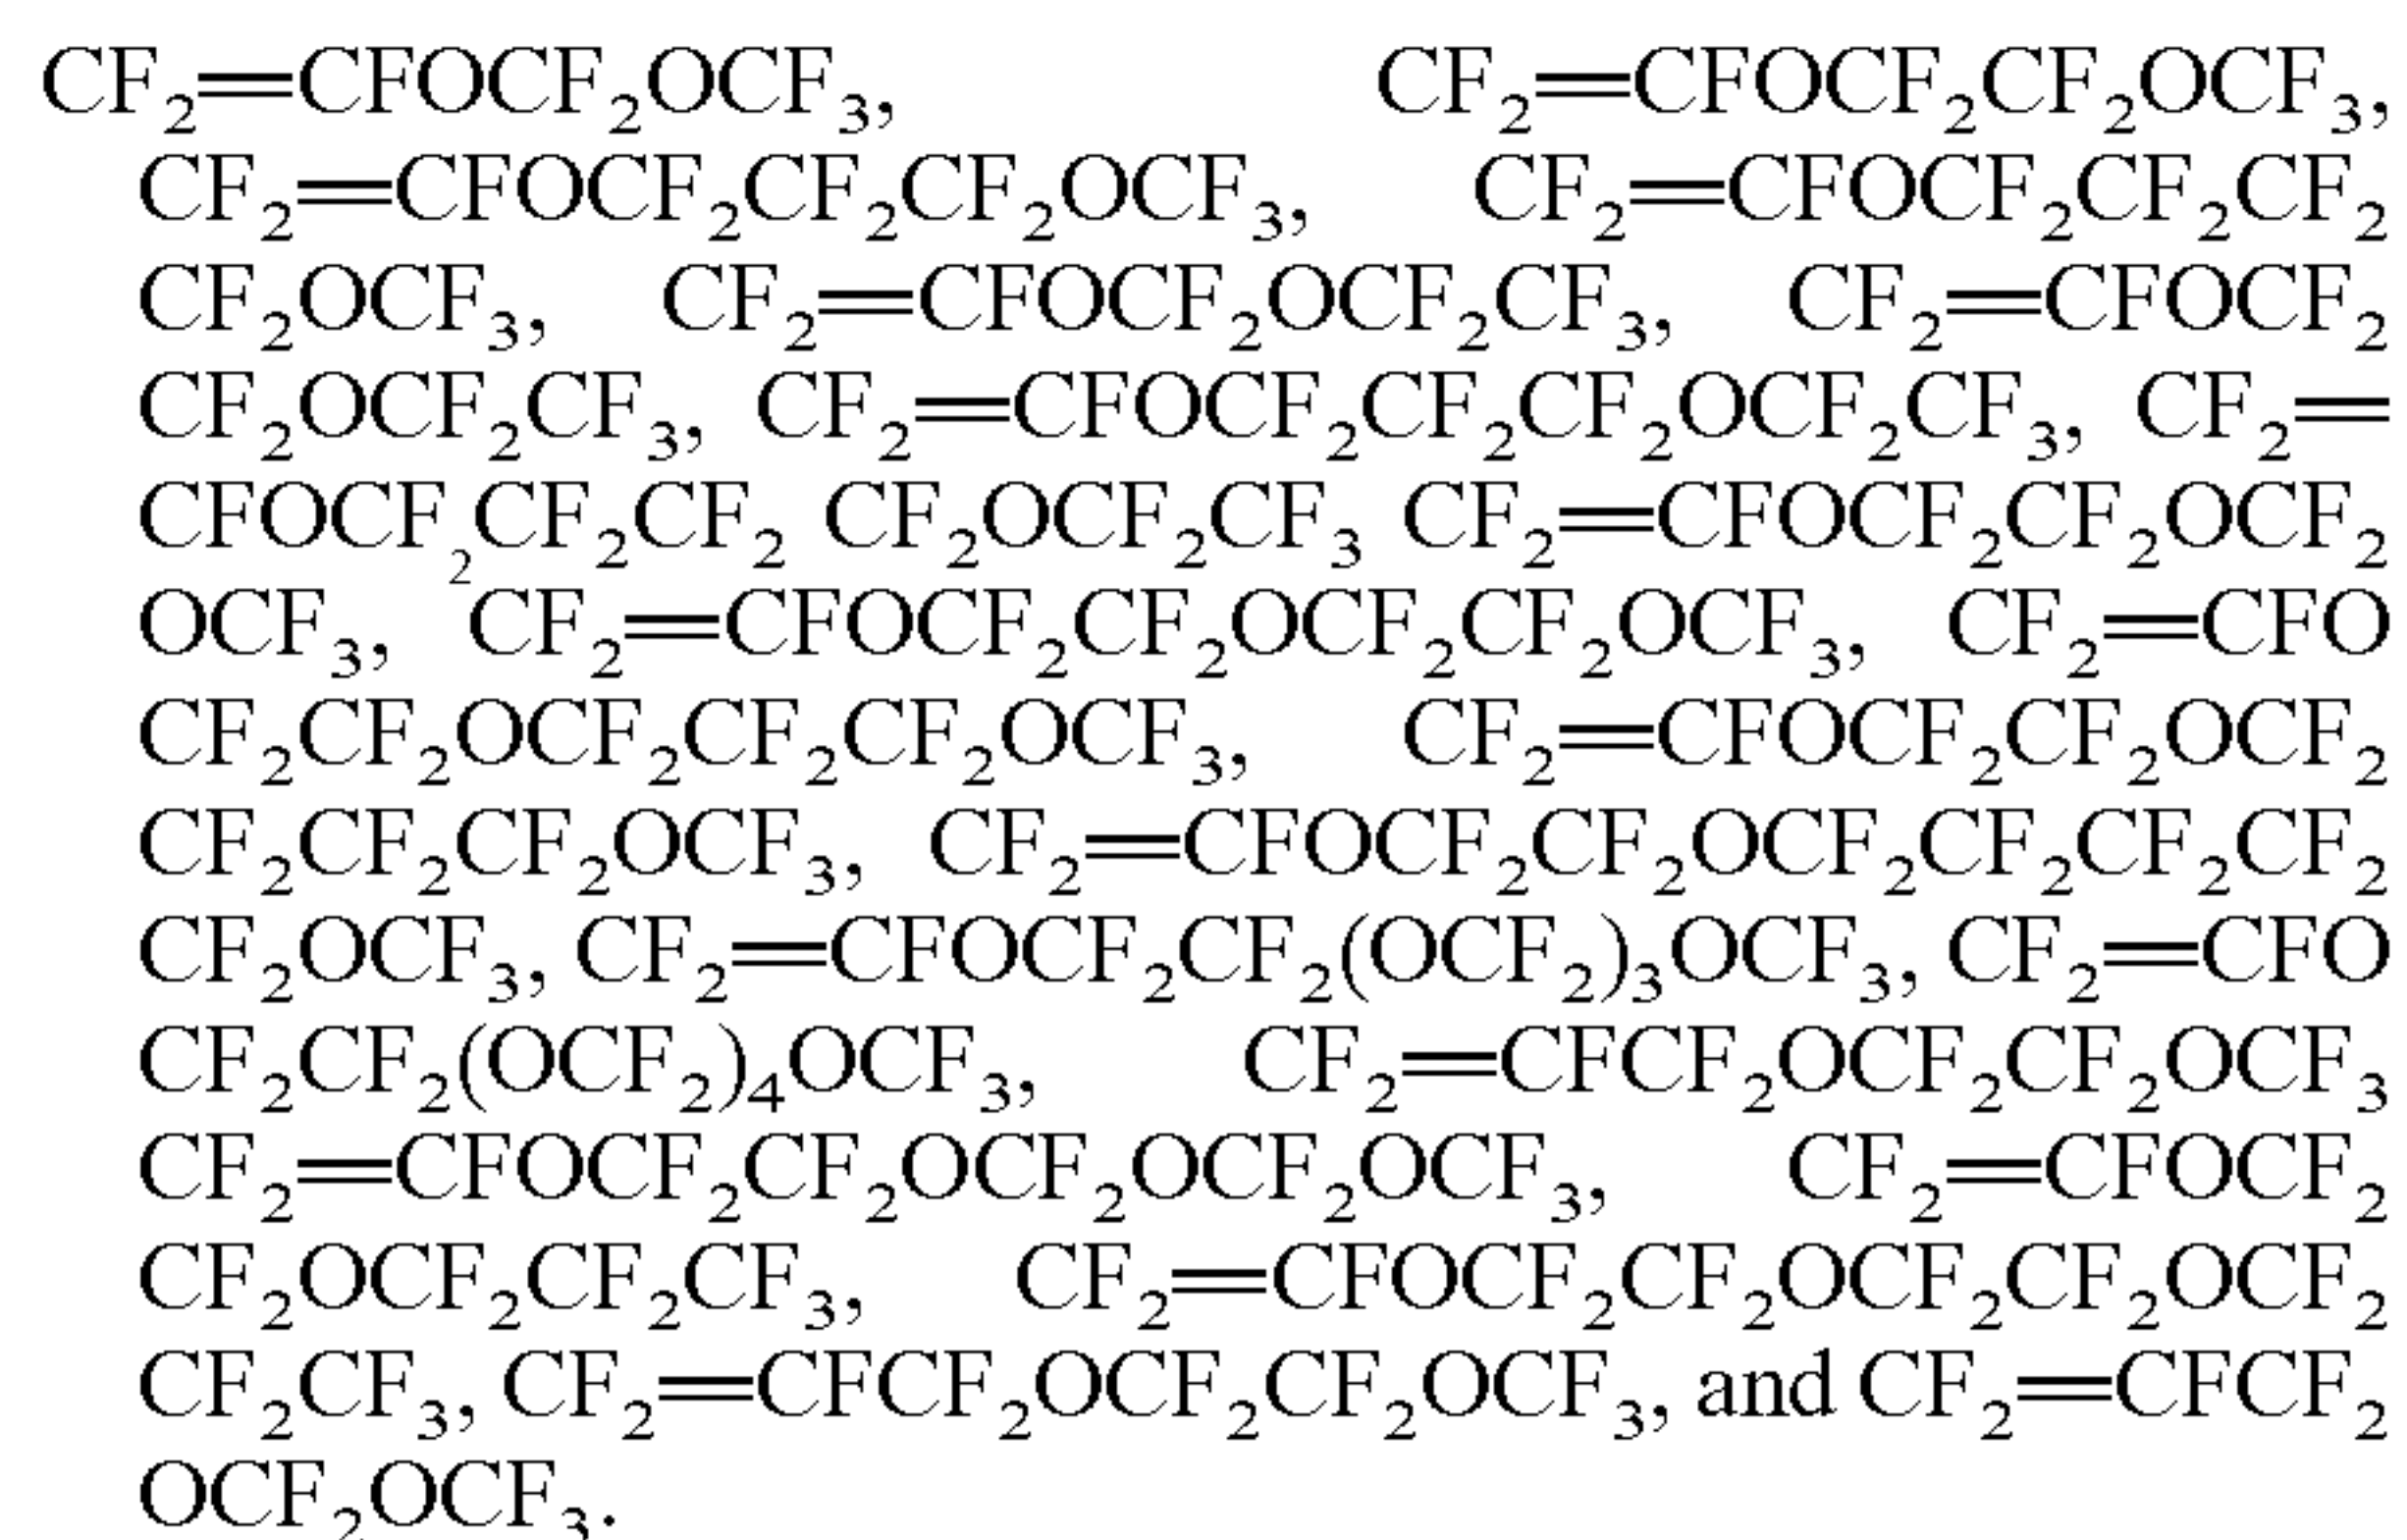 CF₂=CFOCF₂OCF₃, CF₂=CFOCF₂CF₂OCF₃,
CF₂=CFOCF₂CF₂CF₂OCF₃, CF₂=CFOCF₂CF₂CF₂
CF₂OCF₃, CF₂=CFOCF₂OCF₂CF₃, CF₂=CFOCF₂
CF₂OCF₂CF₃, CF₂=CFOCF₂CF₂CF₂OCF₂CF₃, CF₂=
CFOCF₂CF₂CF₂ CF₂OCF₂CF₃ CF₂=CFOCF₂CF₂OCF₂
OCF₃, CF₂=CFOCF₂CF₂OCF₂CF₂OCF₃, CF₂=CFO
CF₂CF₂OCF₂CF₂CF₂OCF₃, CF₂=CFOCF₂CF₂OCF₂
CF₂CF₂CF₂OCF₃, CF₂=CFOCF₂CF₂OCF₂CF₂CF₂CF₂
CF₂OCF₃, CF₂=CFOCF₂CF₂(OCF₂)₃OCF₃, CF₂=CFO
CF₂CF₂(OCF₂)₄OCF₃, CF₂=CFCF₂OCF₂CF₂OCF₃
CF₂=CFOCF₂CF₂OCF₂OCF₂OCF₃, CF₂=CFOCF₂
CF₂OCF₂CF₂CF₃, CF₂=CFOCF₂CF₂OCF₂CF₂OCF₂
CF₂CF₃, CF₂=CFCF₂OCF₂CF₂OCF₃, and CF₂=CFCF₂
OCF₂OCF₃.